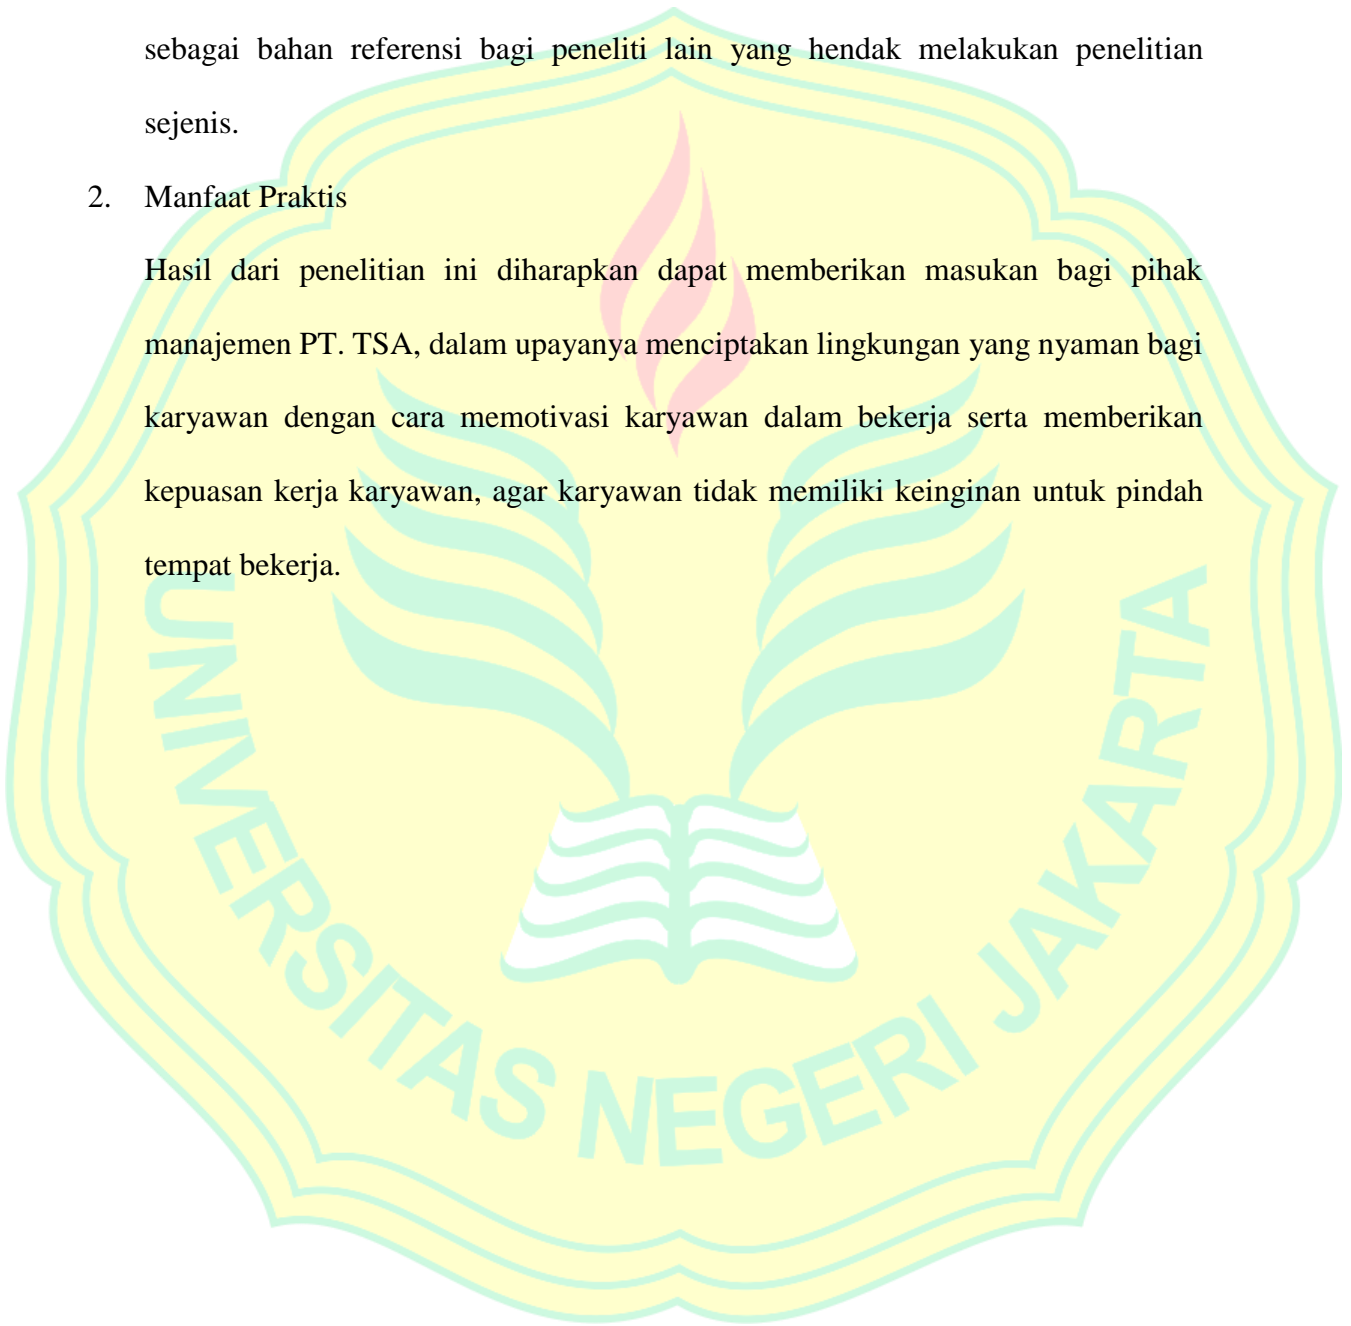 sebagai bahan referensi bagi peneliti lain yang hendak melakukan penelitian
sejenis.
2. Manfaat Praktis
Hasil dari penelitian ini diharapkan dapat memberikan masukan bagi pihak
manajemen PT. TSA, dalam upayanya menciptakan lingkungan yang nyaman bagi
karyawan dengan cara memotivasi karyawan dalam bekerja serta memberikan
kepuasan kerja karyawan, agar karyawan tidak memiliki keinginan untuk pindah
tempat bekerja.
UNIVERSITAS NEGERI JAKARTA